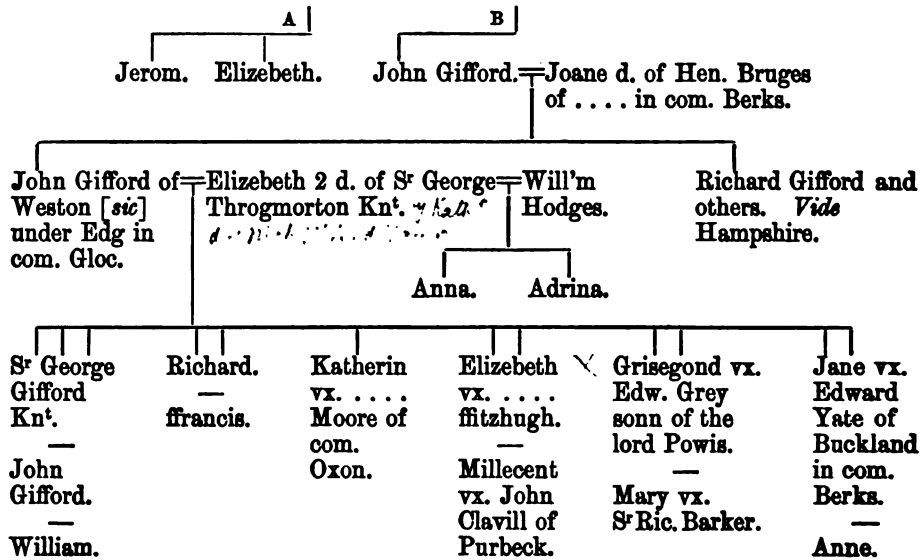 A
B
Jerom. Elizebeth. John Gifford. Joane d. of Hen. Bruges
of . . . . in com. Berks.
John Gifford of
Weston [sic]
under Edg in
com. Gloc.
Elizebeth 2 d. of Sr George
Throgmorton Knt.
Will'm
Hodges.
Richard Gifford and
others. Vide
Hampshire.
Anna. Adrina.
Sr George
Gifford
Knt.
—
John
Gifford.
—
William.
Richard.
—
ffrancis.
Katherin
vx. . . . . .
Moore of
com.
Oxon.
Elizebeth
vx. . . . . .
ffitzhugh.
—
Millecent
vx. John
Clavill of
Purbeck.
Grisegond vx.
Edw. Grey
sonn of the
lord Powis.
—
Mary vx.
Sr Ric. Barker.
Jane vx.
Edward
Yate of
Buckland
in com.
Berks.
—
Anne.